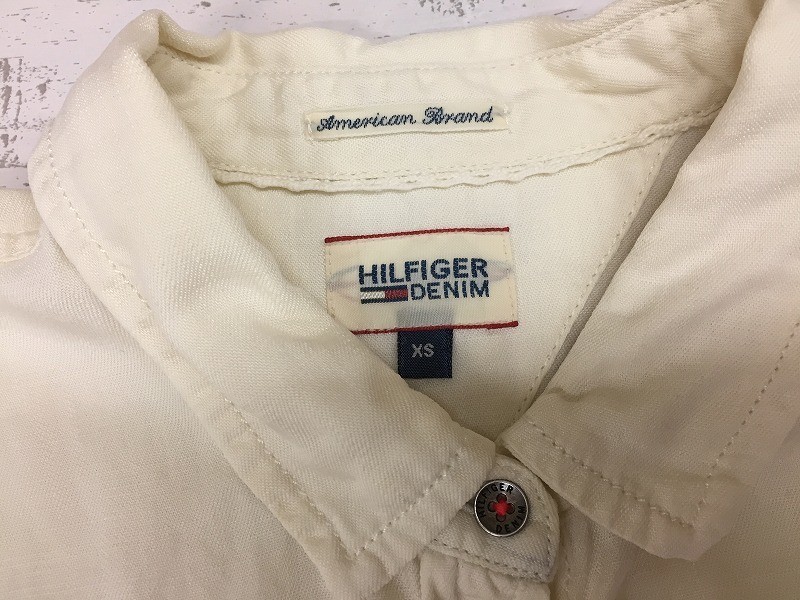 American Brand
HILFIGER
DENIM
XS
HILFIGER
DENIM